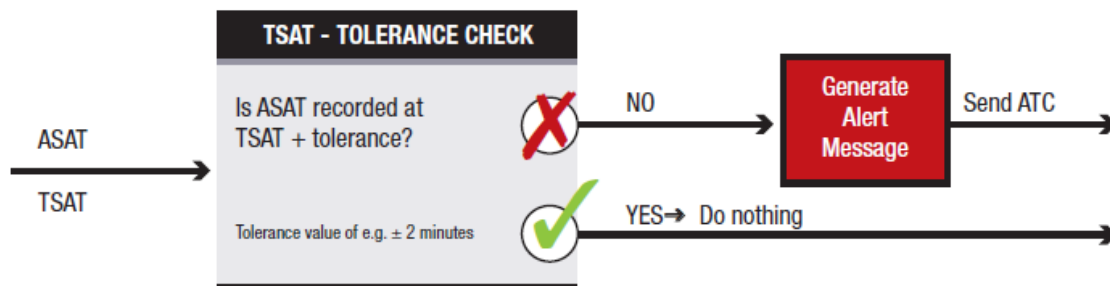 TSAT - TOLERANCE CHECK
ASAT
TSAT
Is ASAT recorded at
TSAT + tolerance?
NO
Generate
Alert
Message
Send ATC
Tolerance value of e.g. ± 2 minutes
YES➔ Do nothing